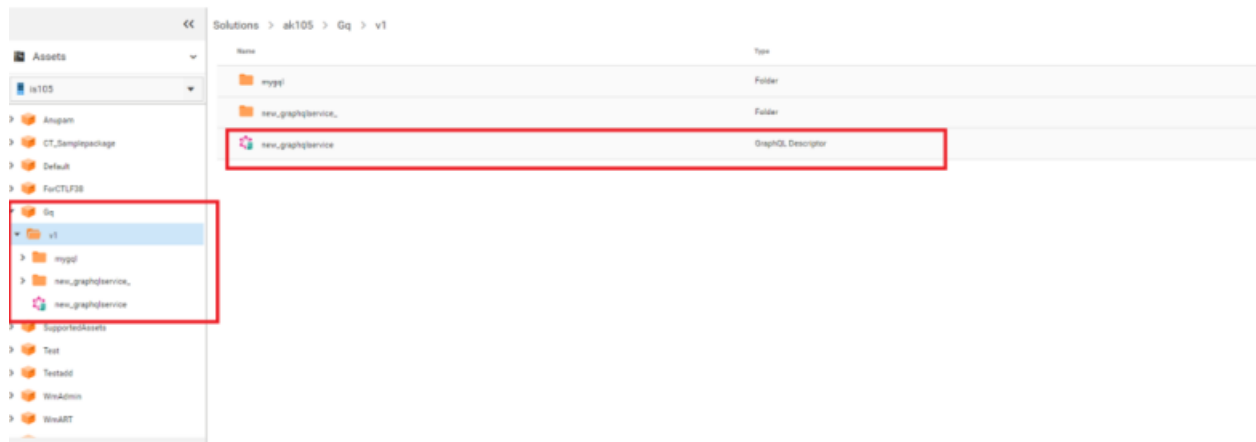 Solutions > ak105 > Gq > v1
Assets
is105
Anupam
CT_Samplepackage
Default
ForCTLF38
Gq
v1
mygql
new_graphqlservice_
new_graphqlservice
SupportedAssets
Test
Testadd
WmAdmin
WmART
Name Type
mygql Folder
new_graphqlservice_ Folder
new_graphqlservice GraphQL Descriptor